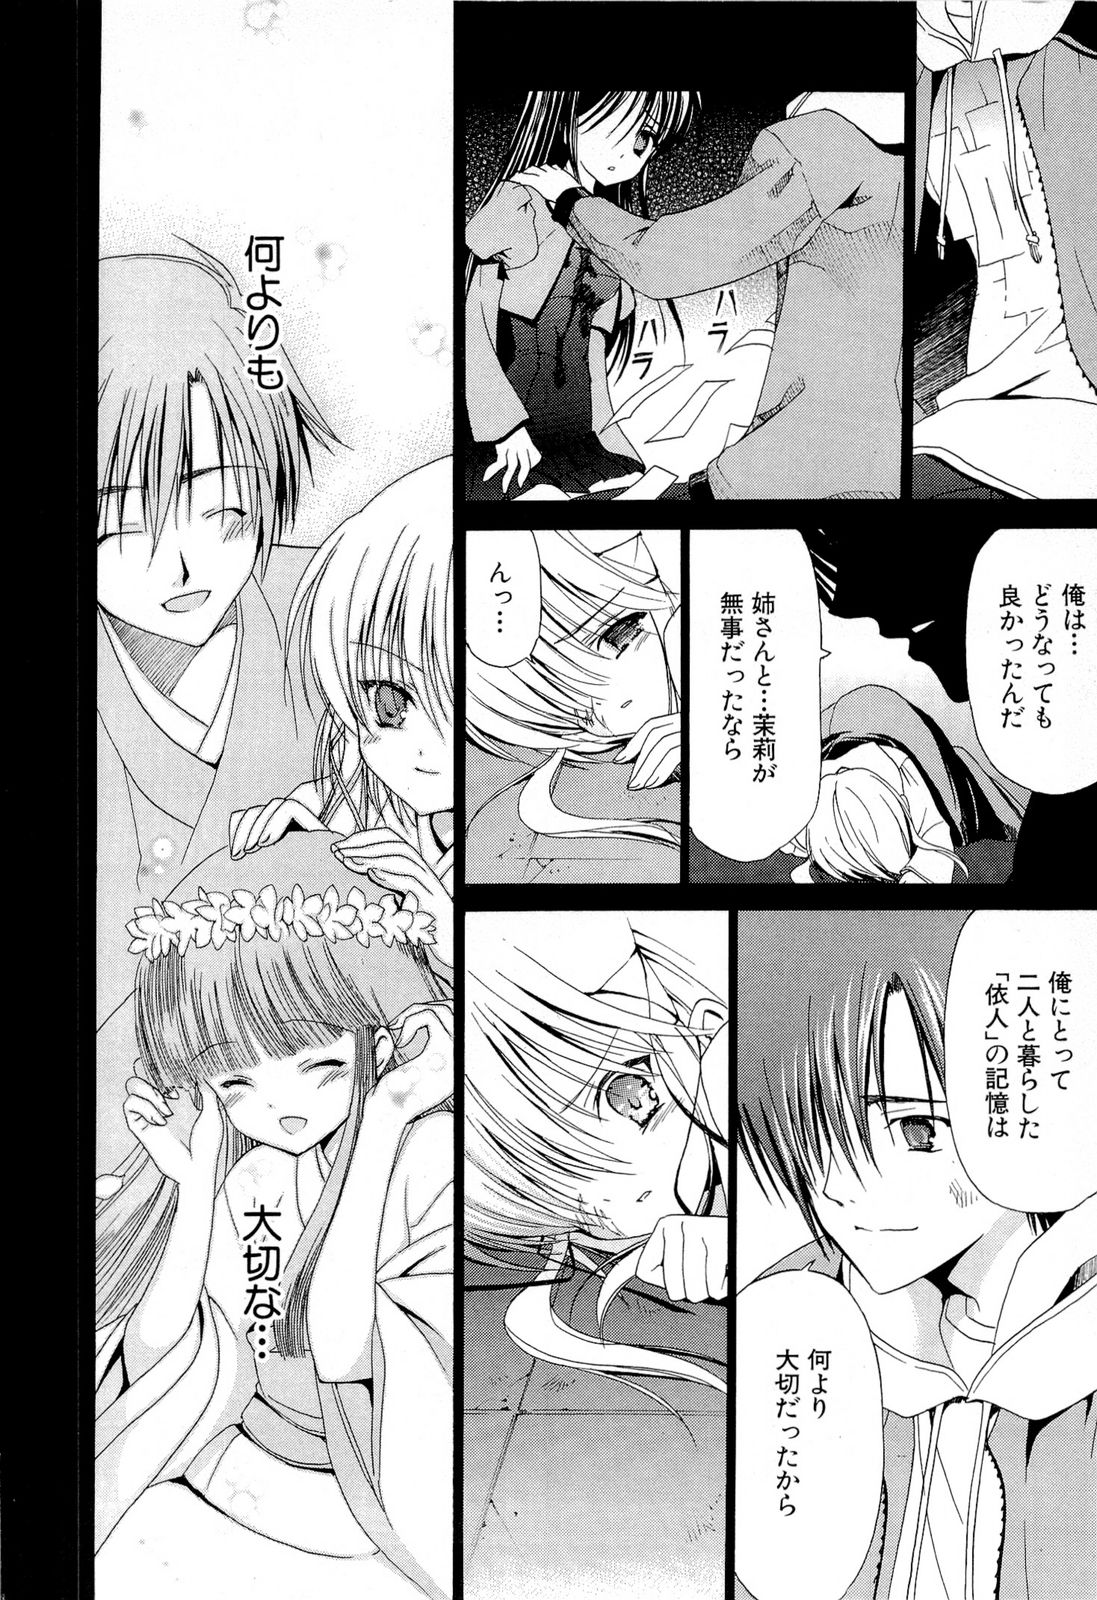 ハラ
ハラ
俺は…
どうなっても
良かったんだ
姉さんと…茉莉が
無事だったなら
んっ…
俺にとって
二人と暮らした
「依人」の記憶は
何より
大切だったから
何よりも
大切な…